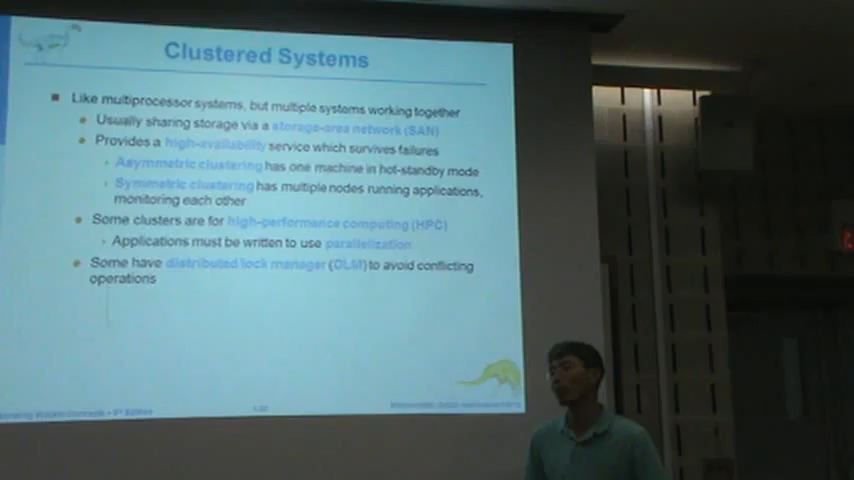 Clustered Systems
Like multiprocessor systems, but multiple systems working together
Usually sharing storage via a storage-area network (SAN)
Provides a high-availability service which survives failures
Asymmetric clustering has one machine in hot-standby mode
Symmetric clustering has multiple nodes running applications,
monitoring each other
Some clusters are for high-performance computing (HPC)
Applications must be written to use parallelization
Some have distributed lock manager (DLM) to avoid conflicting
operations
Edition